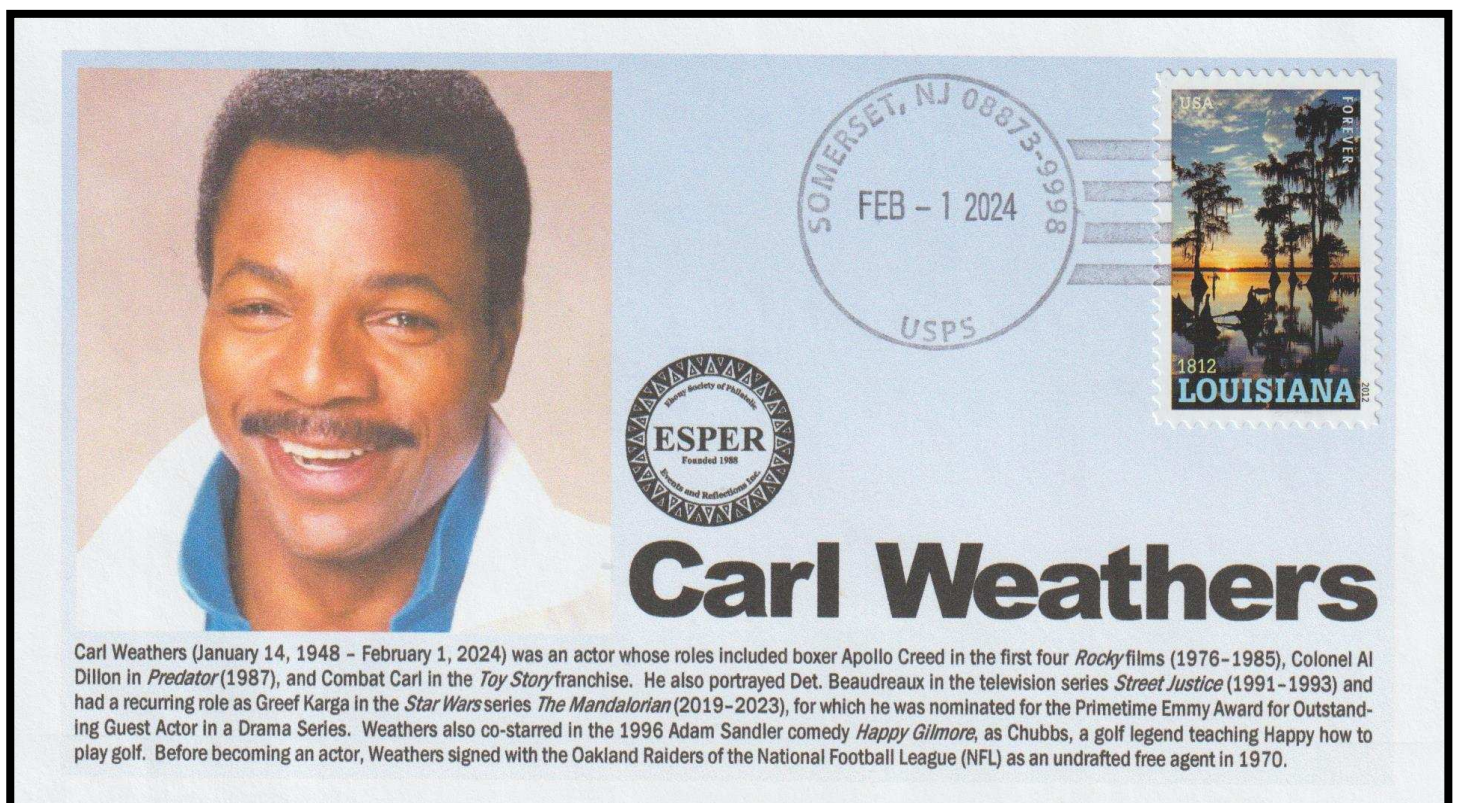 SOMERSET, NJ 08873-9998
FEB - 1 2024
USPS
USA
FOREVER
1812
LOUISIANA
2012
Ebony Society of Philatelic
ESPER
Founded 1988
Events and Reflections Inc.
Carl Weathers
Carl Weathers (January 14, 1948 – February 1, 2024) was an actor whose roles included boxer Apollo Creed in the first four Rocky films (1976–1985), Colonel Al
Dillon in Predator (1987), and Combat Carl in the Toy Story franchise. He also portrayed Det. Beaudreaux in the television series Street Justice (1991–1993) and
had a recurring role as Greef Karga in the Star Wars series The Mandalorian (2019–2023), for which he was nominated for the Primetime Emmy Award for Outstand-
ing Guest Actor in a Drama Series. Weathers also co-starred in the 1996 Adam Sandler comedy Happy Gilmore, as Chubbs, a golf legend teaching Happy how to
play golf. Before becoming an actor, Weathers signed with the Oakland Raiders of the National Football League (NFL) as an undrafted free agent in 1970.